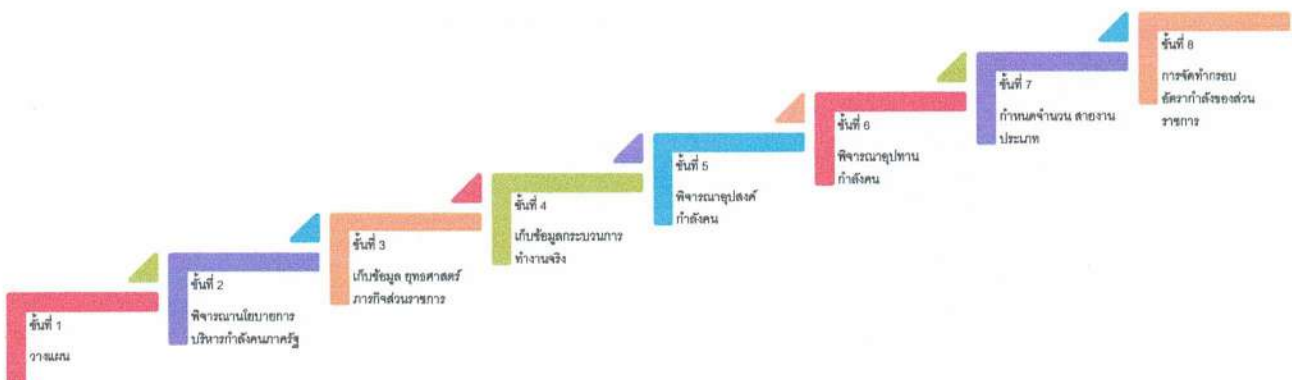 ขั้นที่ 1
วางแผน
ขั้นที่ 2
พิจารณานโยบายการ
บริหารกำลังคนภาครัฐ
ขั้นที่ 3
เก็บข้อมูล ยุทธศาสตร์
ภารกิจส่วนราชการ
ขั้นที่ 4
เก็บข้อมูลกระบวนการ
ทำงานจริง
ขั้นที่ 5
พิจารณาอุปสงค์
กำลังคน
ขั้นที่ 6
พิจารณาอุปทาน
กำลังคน
ขั้นที่ 7
กำหนดจำนวน สายงาน
ประเภท
ขั้นที่ 8
การจัดทำกรอบ
อัตรากำลังของส่วน
ราชการ